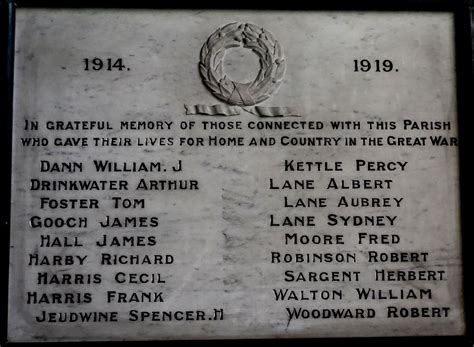 1914. 1919.
IN GRATEFUL MEMORY OF THOSE CONNECTED WITH THIS PARISH
WHO GAVE THEIR LIVES FOR HOME AND COUNTRY IN THE GREAT WAR
DANN WILLIAM. J
DRINKWATER ARTHUR
FOSTER TOM
GOOCH JAMES
HALL JAMES
HARBY RICHARD
HARRIS CECIL
HARRIS FRANK
JEUDWINE SPENCER. H
KETTLE PERCY
LANE ALBERT
LANE AUBREY
LANE SYDNEY
MOORE FRED
ROBINSON ROBERT
SARGENT HERBERT
WALTON WILLIAM
WOODWARD ROBERT